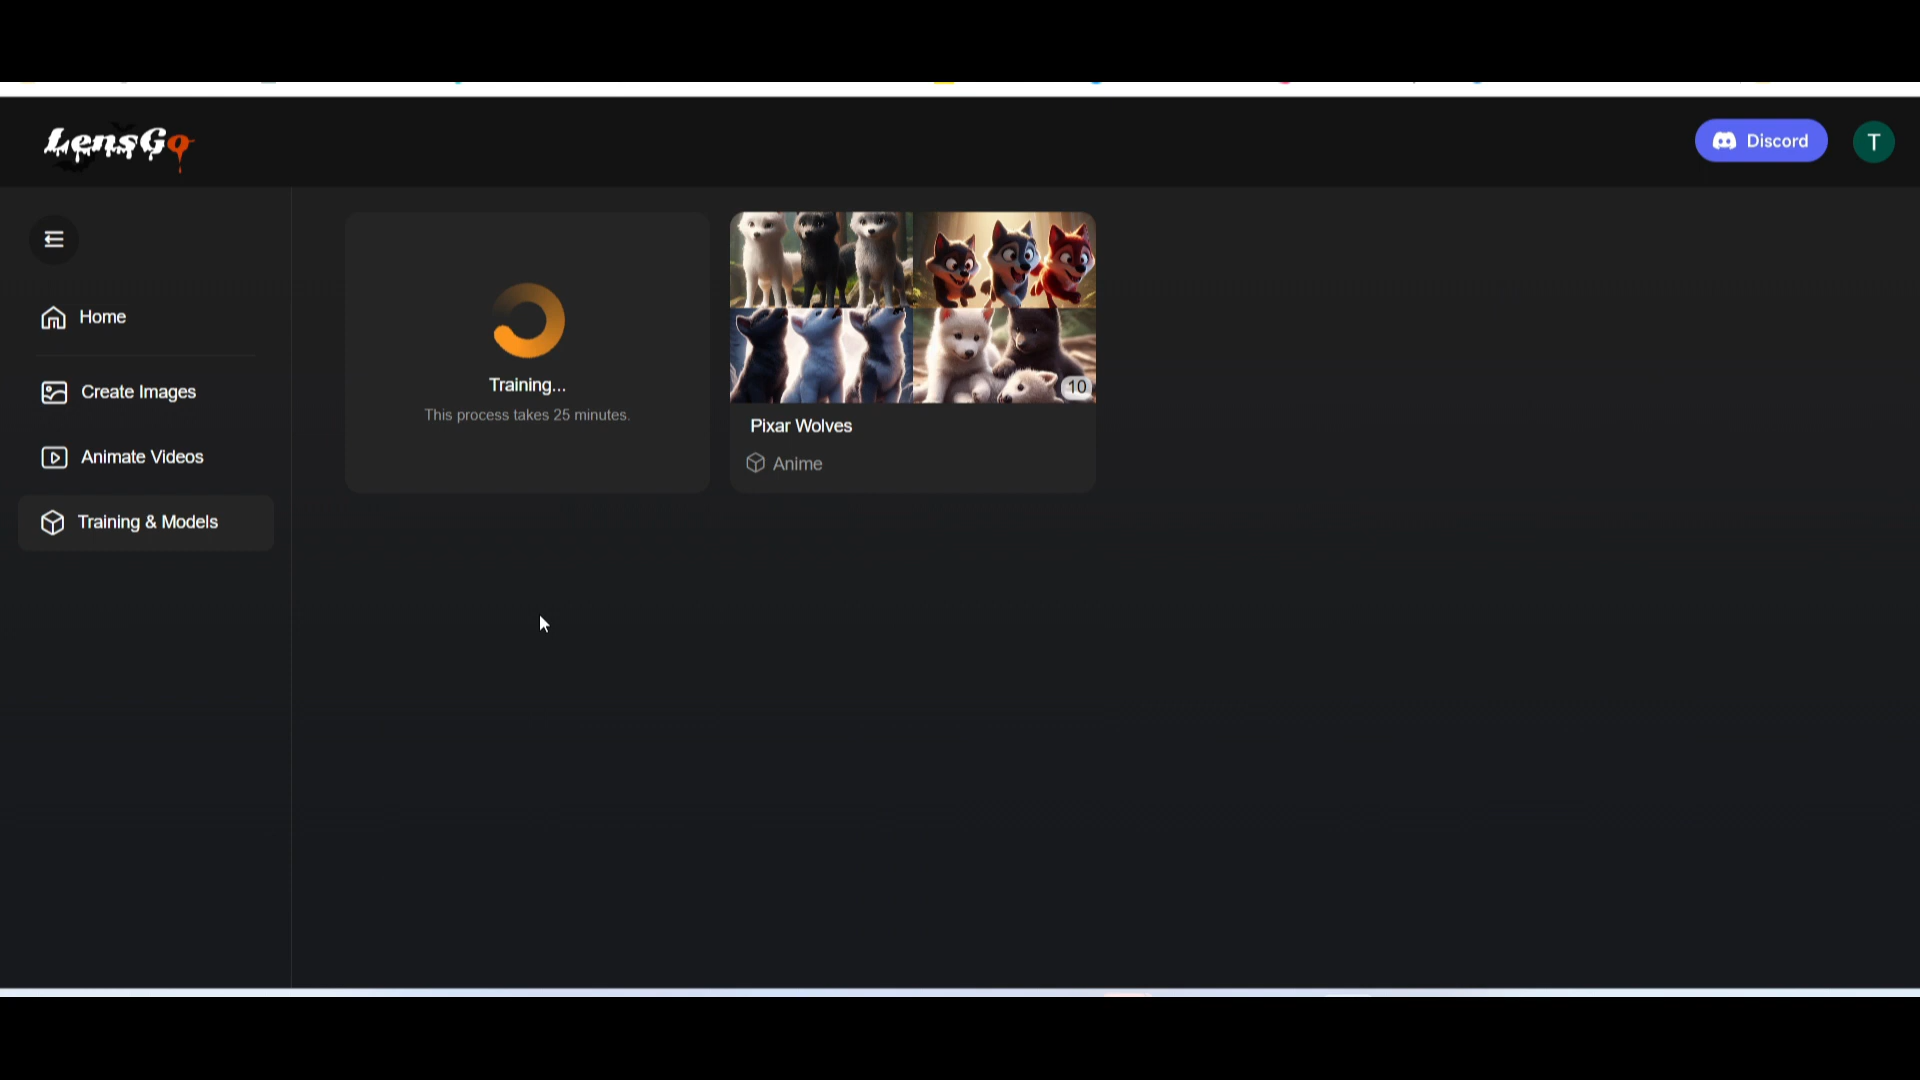 LensGo
Discord
T
Home
Create Images
Animate Videos
Training & Models
Training...
This process takes 25 minutes.
10
Pixar Wolves
Anime